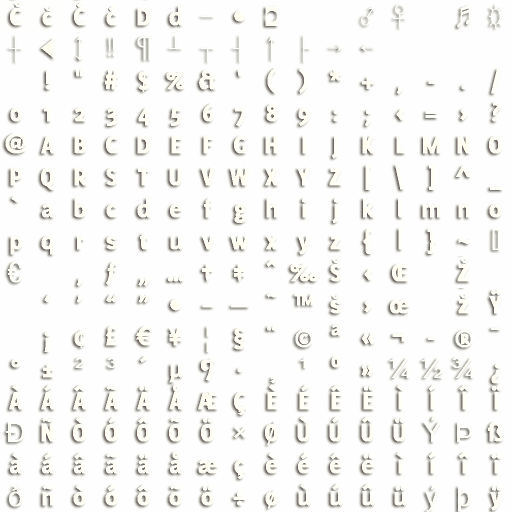 Č č Č č D d – • ♂ ♀ ♬
┼ ↕ ‼ ¶ ┴ ┬ ┤ ↑ ├ → ←
! " # $ % & ' ( ) * + , - . /
0 1 2 3 4 5 6 7 8 9 : ; < = > ?
@ A B C D E F G H I J K L M N O
P Q R S T U V W X Y Z [ \ ] ^ _
` a b c d e f g h i j k l m n o
p q r s t u v w x y z { | } ~
€ ‚ ƒ „ … † ‡ ˆ ‰ Š ‹ Œ Ž
‘ ’ “ ” • – — ˜ ™ š › œ ž Ÿ
¡ ¢ £ € ¥ ¦ § ¨ © ª « ¬ - ® ¯
° ± ² ³ ´ µ ¶ · ¸ ¹ º » ¼ ½ ¾ ¿
À Á Â Ã Ä Å Æ Ç È É Ê Ë Ì Í Î Ï
Ð Ñ Ò Ó Ô Õ Ö × Ø Ù Ú Û Ü Ý Þ ß
à á â ã ä å æ ç è é ê ë ì í î ï
ð ñ ò ó ô õ ö ÷ ø ù ú û ü ý þ ÿ